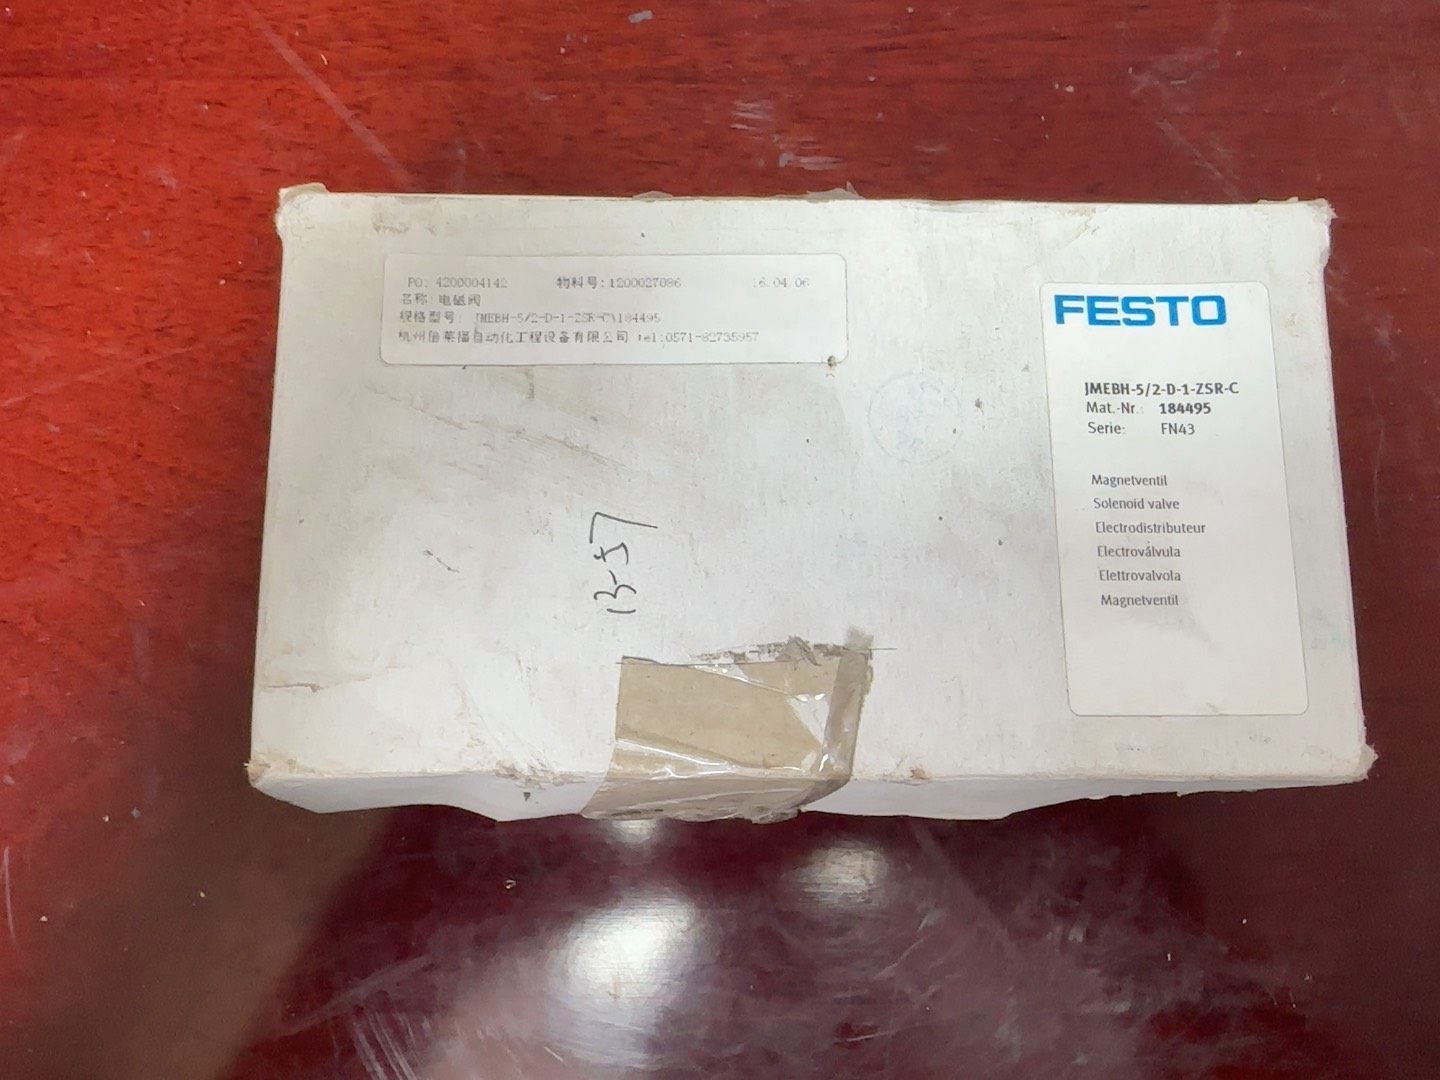 PO: 4200004142 物料号:1200027086 16.04.06
名称: 电磁阀
规格型号: JMEBH-5/2-D-1-ZSR-C\184495
杭州倍莱福自动化工程设备有限公司 tel:0571-82735957
13-57
FESTO
JMEBH-5/2-D-1-ZSR-C
Mat.-Nr.: 184495
Serie: FN43
Magnetventil
Solenoid valve
Electrodistributeur
Electroválvula
Elettrovalvola
Magnetventil